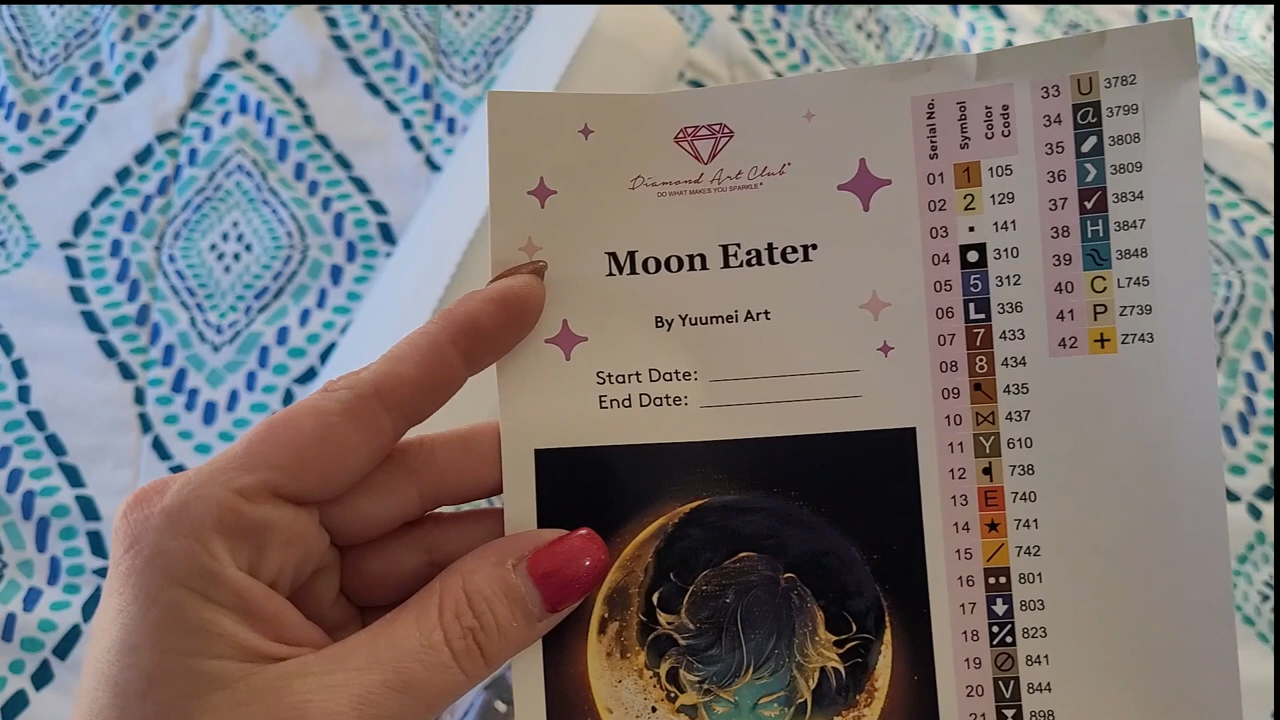 Diamond Art Club®
DO WHAT MAKES YOU SPARKLE®
Moon Eater
By Yuumei Art
Start Date: ____________
End Date: ____________
Serial No. Symbol Color Code
01 1 105
02 2 129
03 ▪ 141
04 ● 310
05 5 312
06 L 336
07 7 433
08 8 434
09 435
10 ⋈ 437
11 Y 610
12 738
13 E 740
14 ★ 741
15 / 742
16 •• 801
17 ⬇ 803
18 % 823
19 ⊘ 841
20 V 844
21 898
33 U 3782
34 a 3799
35 3808
36 ❯ 3809
37 ✓ 3834
38 H 3847
39 3848
40 C L745
41 P Z739
42 + Z743